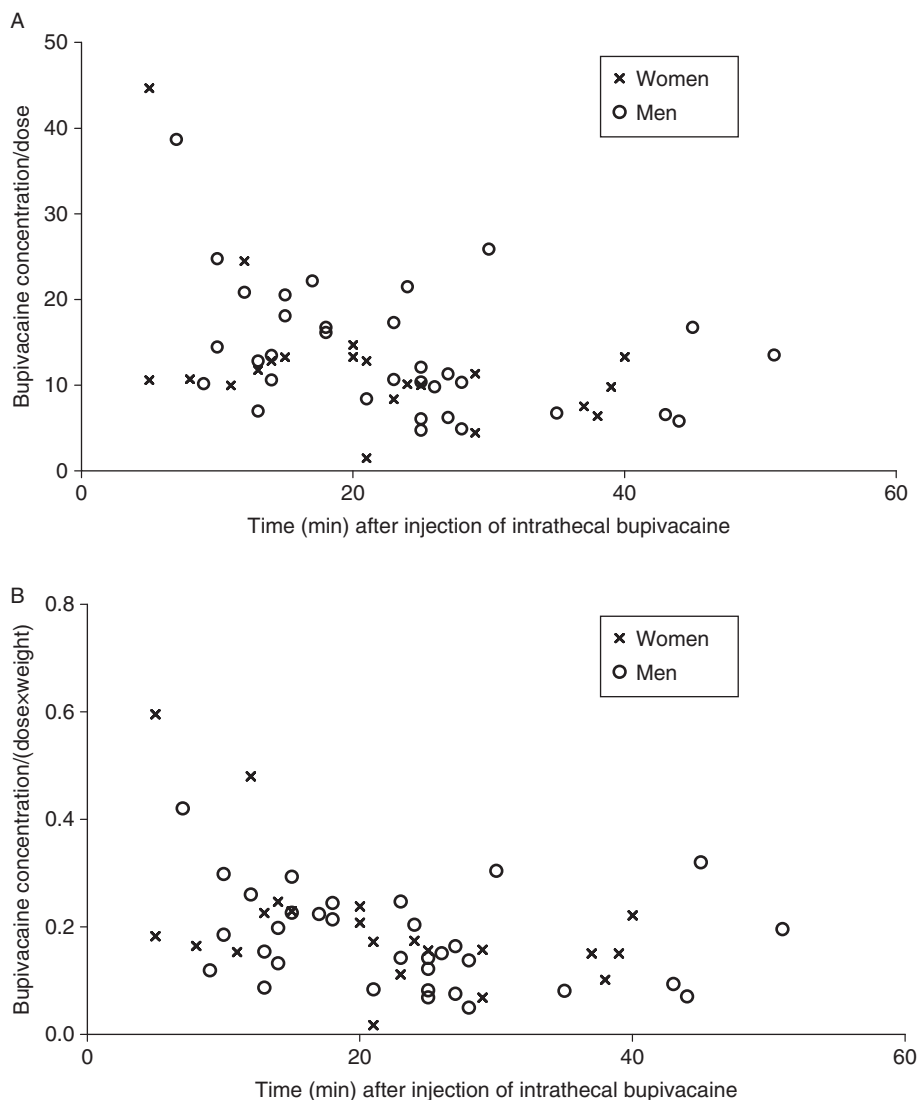 A
50
40
30
20
10
0
Bupivacaine concentration/dose
Women
Men
0 20 40 60
Time (min) after injection of intrathecal bupivacaine
B
0.8
0.6
0.4
0.2
0.0
Bupivacaine concentration/(dose×weight)
Women
Men
0 20 40 60
Time (min) after injection of intrathecal bupivacaine